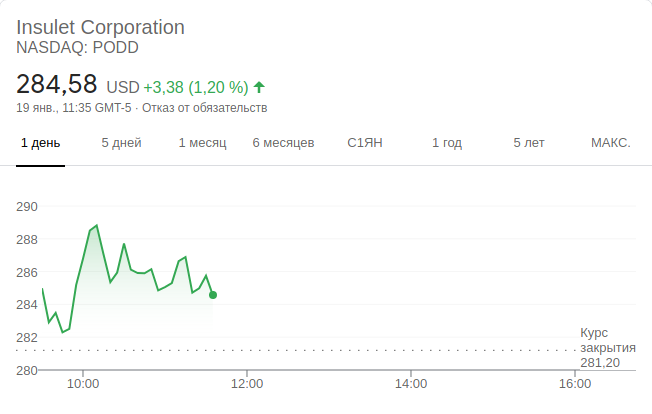 Insulet Corporation
NASDAQ: PODD
284,58 USD +3,38 (1,20 %)
19 янв., 11:35 GMT-5 · Отказ от обязательств
1 день 5 дней 1 месяц 6 месяцев С1ЯН 1 год 5 лет МАКС.
290
288
286
284
282
280
Курс
закрытия
281,20
10:00 12:00 14:00 16:00